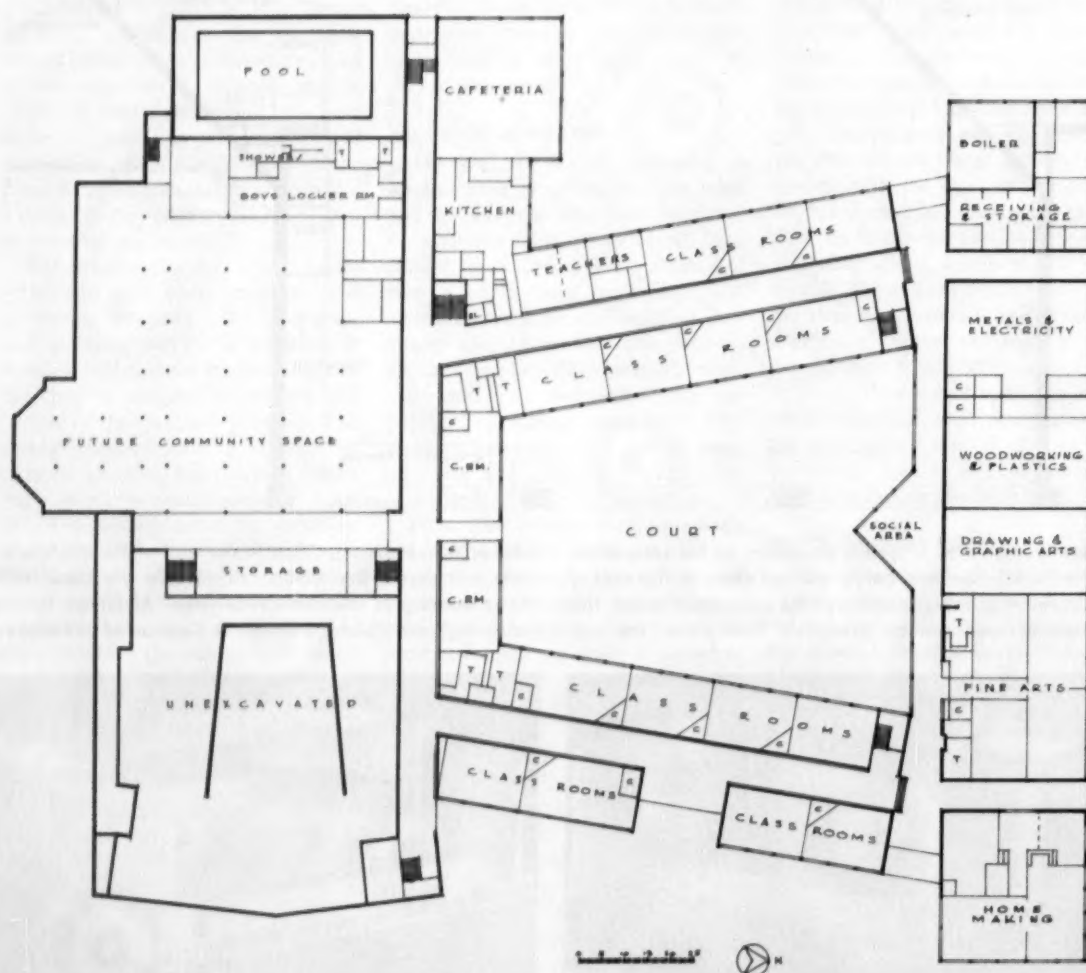 POOL
CAFETERIA
BOILER
SHOWERS
T
T
BOYS LOCKER RM
KITCHEN
RECEIVING
& STORAGE
TEACHERS
CLASS ROOMS
C
C
BL.
METALS &
ELECTRICITY
C
C
C
C
T
T
CLASS ROOMS
C
C
C
FUTURE COMMUNITY SPACE
C. RM.
WOODWORKING
& PLASTICS
COURT
SOCIAL
AREA
DRAWING &
GRAPHIC ARTS
STORAGE
C
C. RM
T
T
T
C
CLASS ROOMS
C
C
C
FINE ARTS
C
T
UNEXCAVATED
CLASS ROOMS
C
C
CLASS ROOMS
C
HOME
MAKING
N